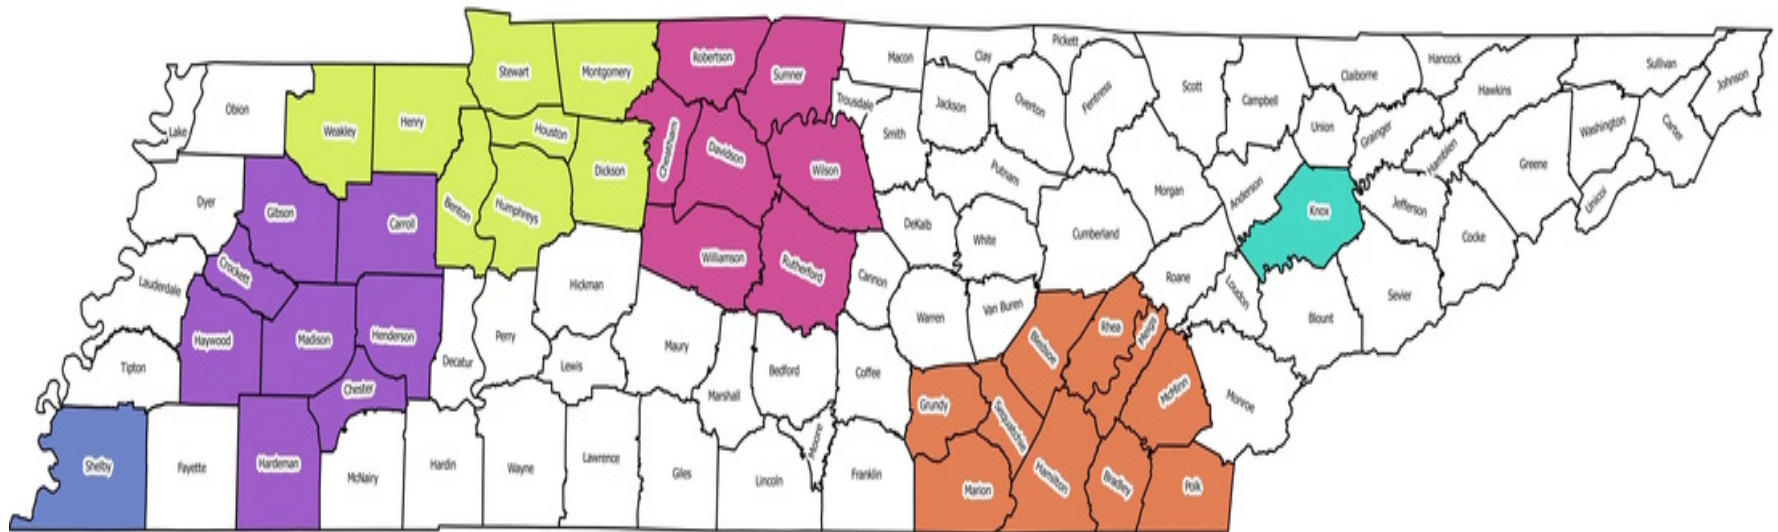 Stewart
Montgomery
Robertson
Sumner
Macon
Clay
Pickett
Scott
Campbell
Claiborne
Hancock
Hawkins
Sullivan
Johnson
Lake
Obion
Weakley
Henry
Houston
Dickson
Cheatham
Davidson
Wilson
Trousdale
Smith
Jackson
Overton
Fentress
Union
Grainger
Hamblen
Greene
Washington
Carter
Unicoi
Dyer
Gibson
Carroll
Benton
Humphreys
Williamson
Rutherford
Cannon
DeKalb
Putnam
White
Cumberland
Morgan
Anderson
Knox
Jefferson
Cocke
Lauderdale
Crockett
Haywood
Madison
Henderson
Decatur
Perry
Hickman
Lewis
Maury
Marshall
Bedford
Coffee
Warren
Van Buren
Bledsoe
Rhea
Meigs
Roane
Loudon
Blount
Sevier
Tipton
Chester
Grundy
Sequatchie
McMinn
Monroe
Shelby
Fayette
Hardeman
McNairy
Hardin
Wayne
Lawrence
Giles
Lincoln
Moore
Franklin
Marion
Hamilton
Bradley
Polk